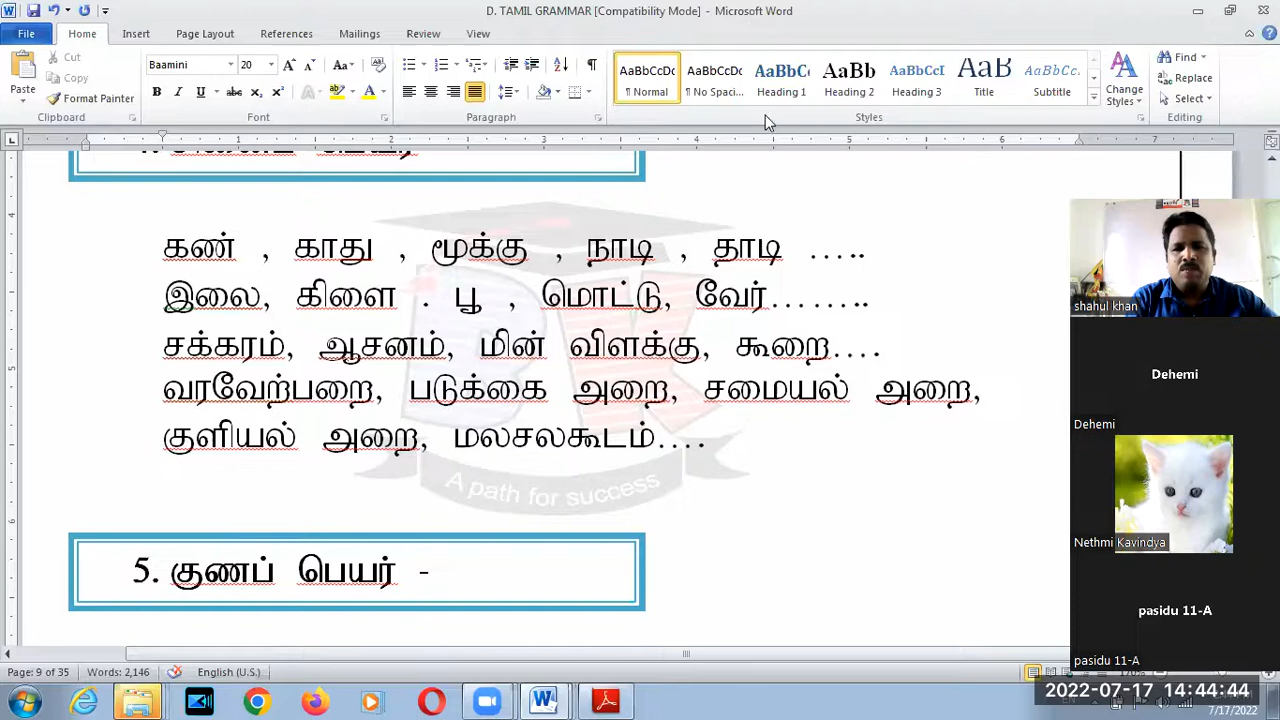 D. TAMIL GRAMMAR [Compatibility Mode] - Microsoft Word
File Home Insert Page Layout References Mailings Review View
Cut
Copy
Format Painter
Paste
Baamini 20
Clipboard Font Paragraph Styles Editing
AaBbCcDc AaBbCcDc AaBbC AaBb AaBbCcI AaB AaBbCc.
¶ Normal ¶ No Spaci... Heading 1 Heading 2 Heading 3 Title Subtitle
Change Styles
Find
Replace
Select
கண் , காது , மூக்கு , நாடி , தாடி …..
இலை, கிளை . பூ , மொட்டு, வேர்……..
சக்கரம், ஆசனம், மின் விளக்கு, கூறை….
வரவேற்பறை, படுக்கை அறை, சமையல் அறை,
குளியல் அறை, மலசலகூடம்….
A path for success
5. குணப் பெயர் -
shahul khan
Dehemi
Dehemi
Nethmi Kavindya
pasidu 11-A
pasidu 11-A
Page: 9 of 35 Words: 2,146 English (U.S.) 170%
2022-07-17 14:44:44
7/17/2022